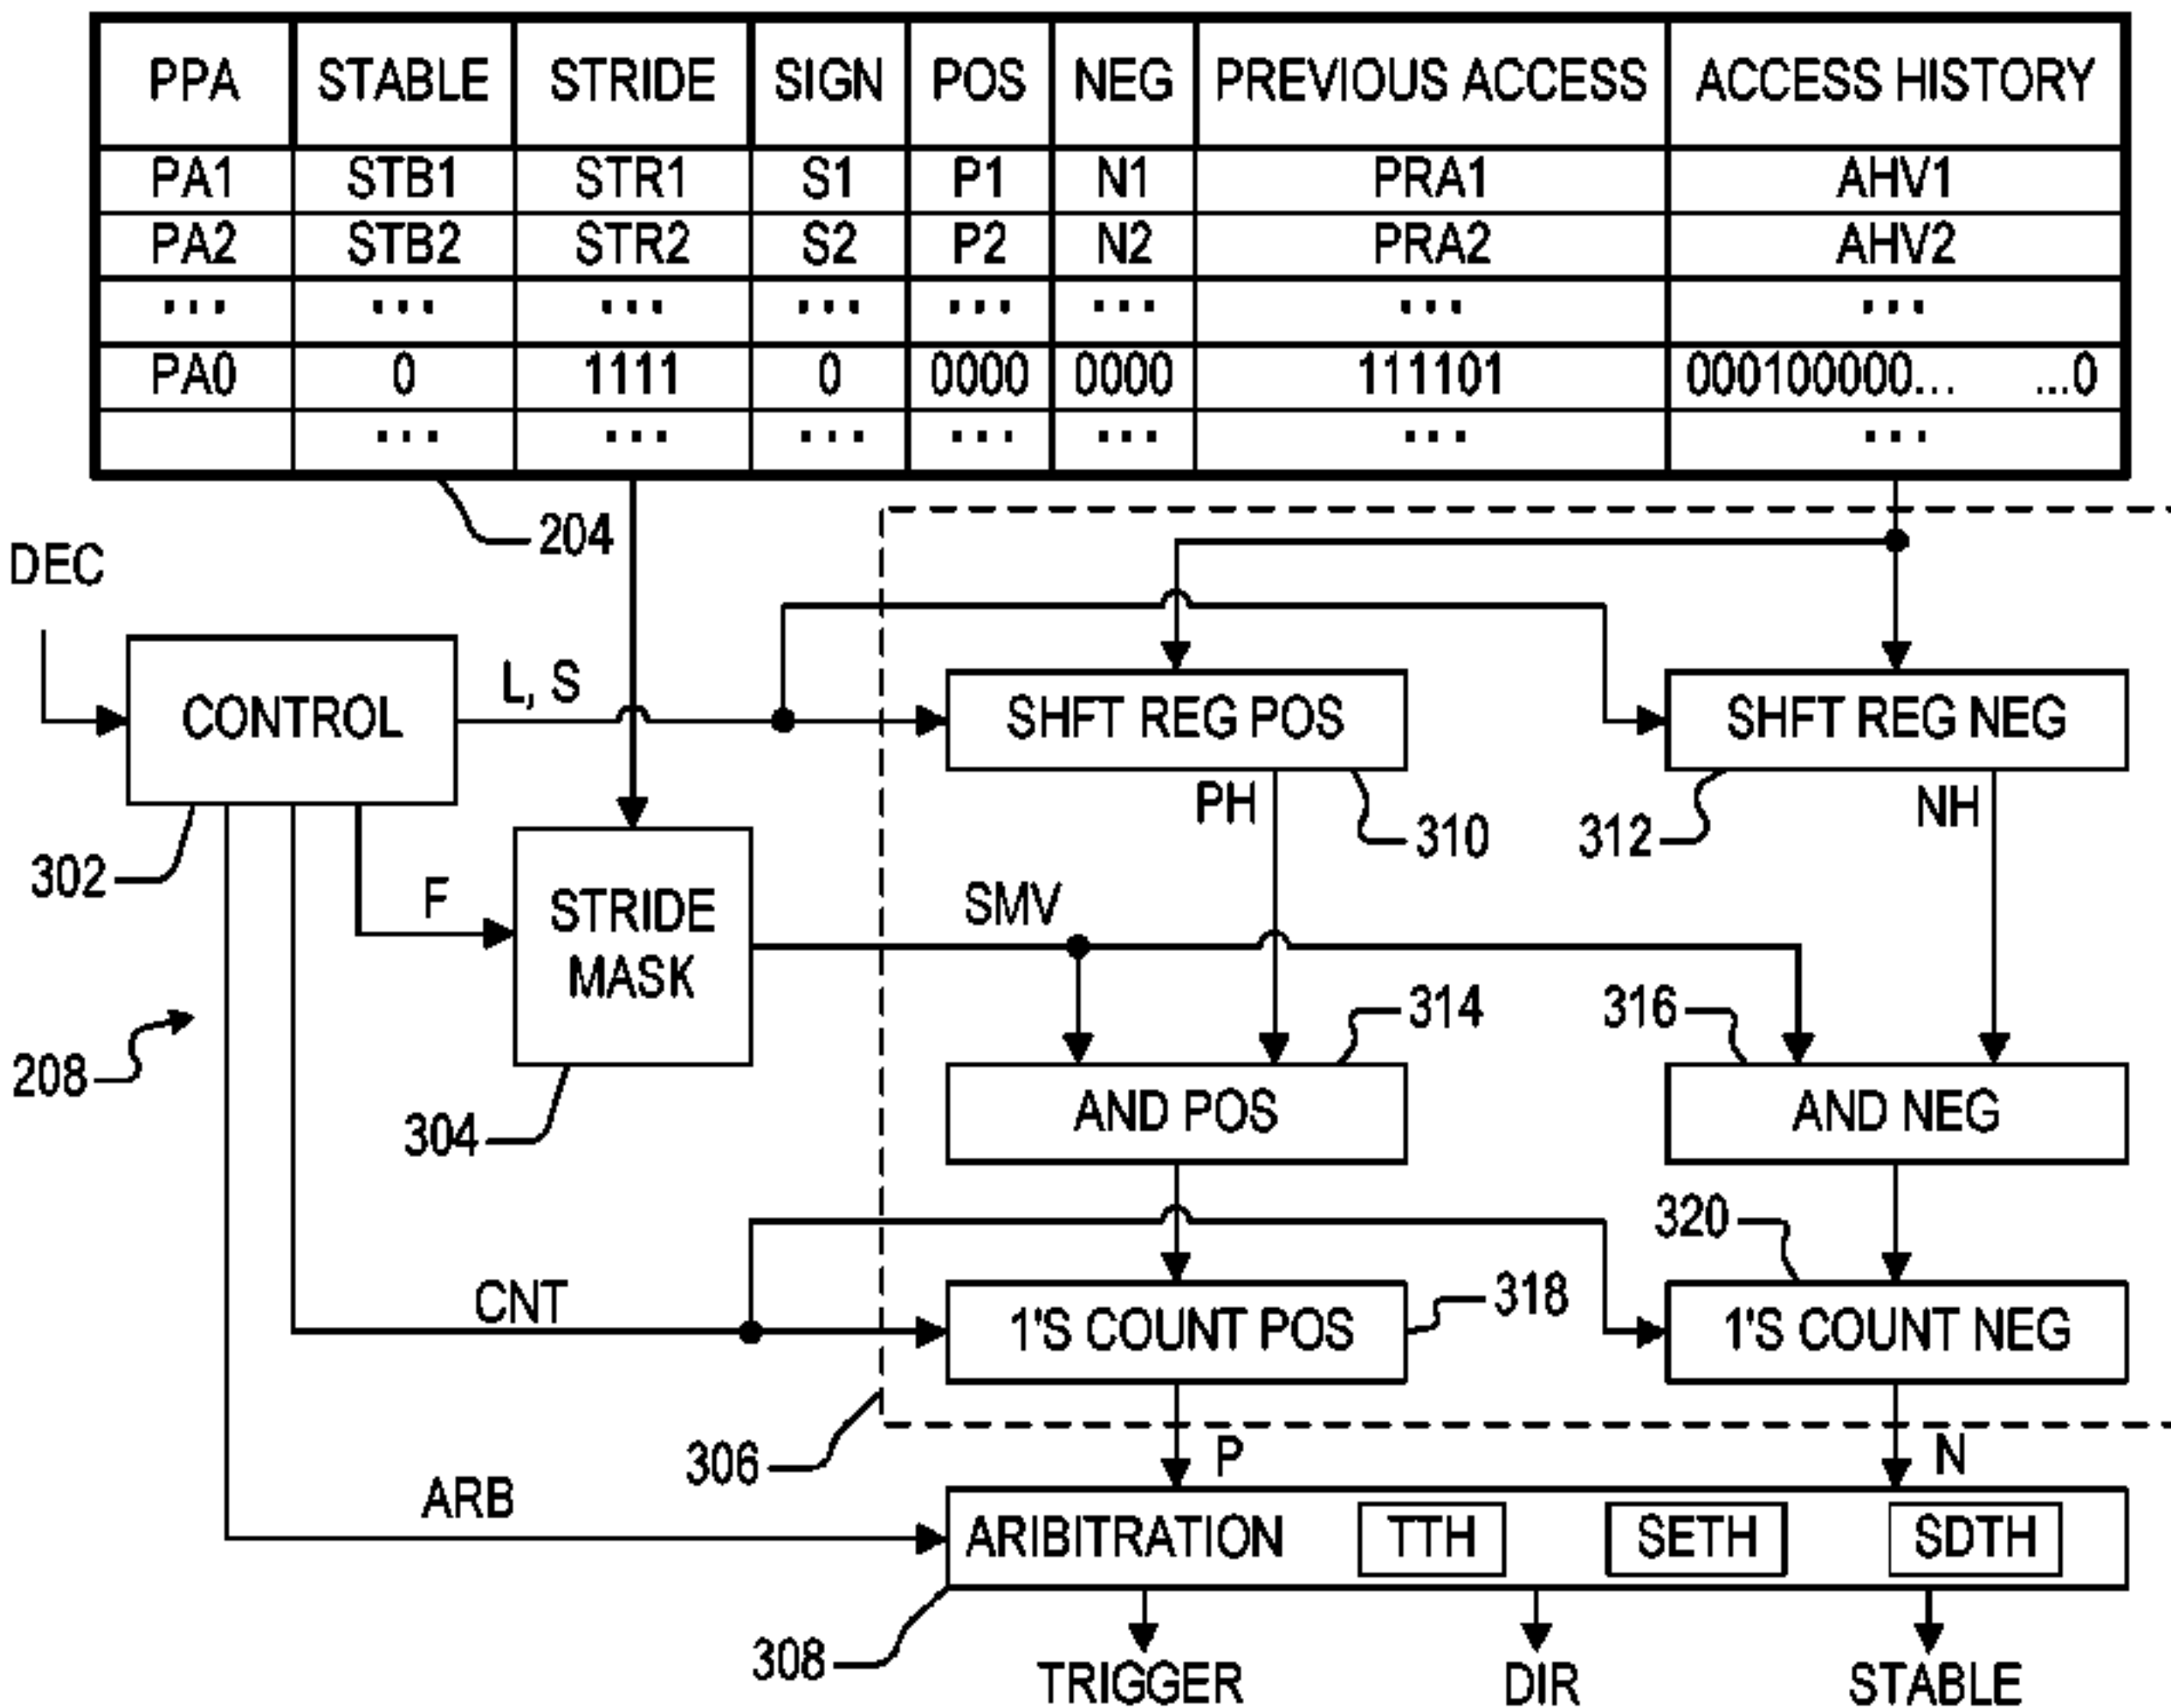 PPA STABLE STRIDE SIGN POS NEG PREVIOUS ACCESS ACCESS HISTORY
PA1 STB1 STR1 S1 P1 N1 PRA1 AHV1
PA2 STB2 STR2 S2 P2 N2 PRA2 AHV2
... ... ... ... ... ... ... ...
PA0 0 1111 0 0000 0000 111101 000100000... ...0
... ... ... ... ... ... ...
204
DEC
L, S
CONTROL
SHFT REG POS
SHFT REG NEG
PH
NH
310
312
302
F
STRIDE
MASK
SMV
314
316
208
AND POS
AND NEG
304
320
CNT
318
1'S COUNT POS
1'S COUNT NEG
306
P
N
ARB
ARIBITRATION TTH SETH SDTH
308
TRIGGER DIR STABLE